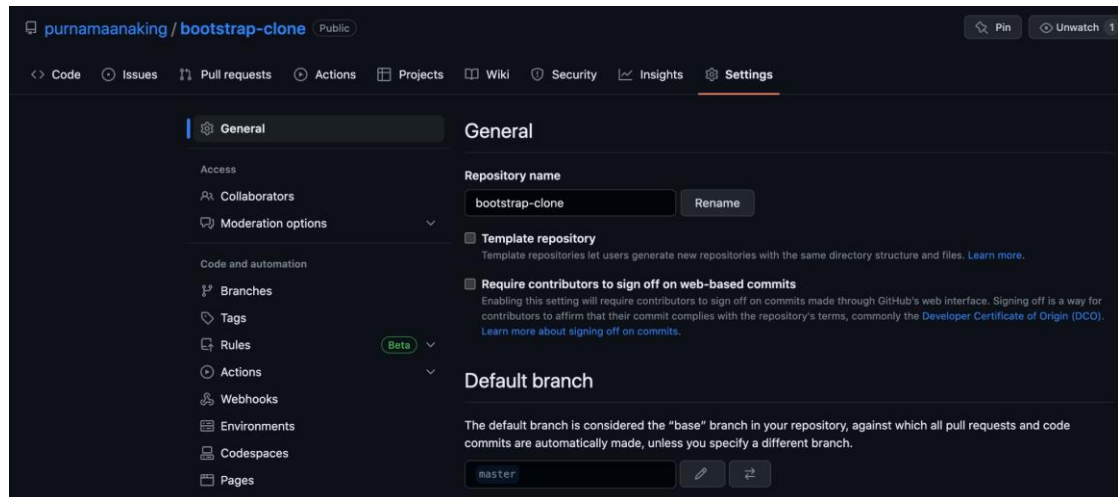 purnamaanaking / bootstrap-clone Public
Pin
Unwatch 1
Code
Issues
Pull requests
Actions
Projects
Wiki
Security
Insights
Settings
General
Access
Collaborators
Moderation options
Code and automation
Branches
Tags
Rules Beta
Actions
Webhooks
Environments
Codespaces
Pages
General
Repository name
bootstrap-clone
Rename
Template repository
Template repositories let users generate new repositories with the same directory structure and files. Learn more.
Require contributors to sign off on web-based commits
Enabling this setting will require contributors to sign off on commits made through GitHub's web interface. Signing off is a way for
contributors to affirm that their commit complies with the repository's terms, commonly the Developer Certificate of Origin (DCO).
Learn more about signing off on commits.
Default branch
The default branch is considered the "base" branch in your repository, against which all pull requests and code
commits are automatically made, unless you specify a different branch.
master